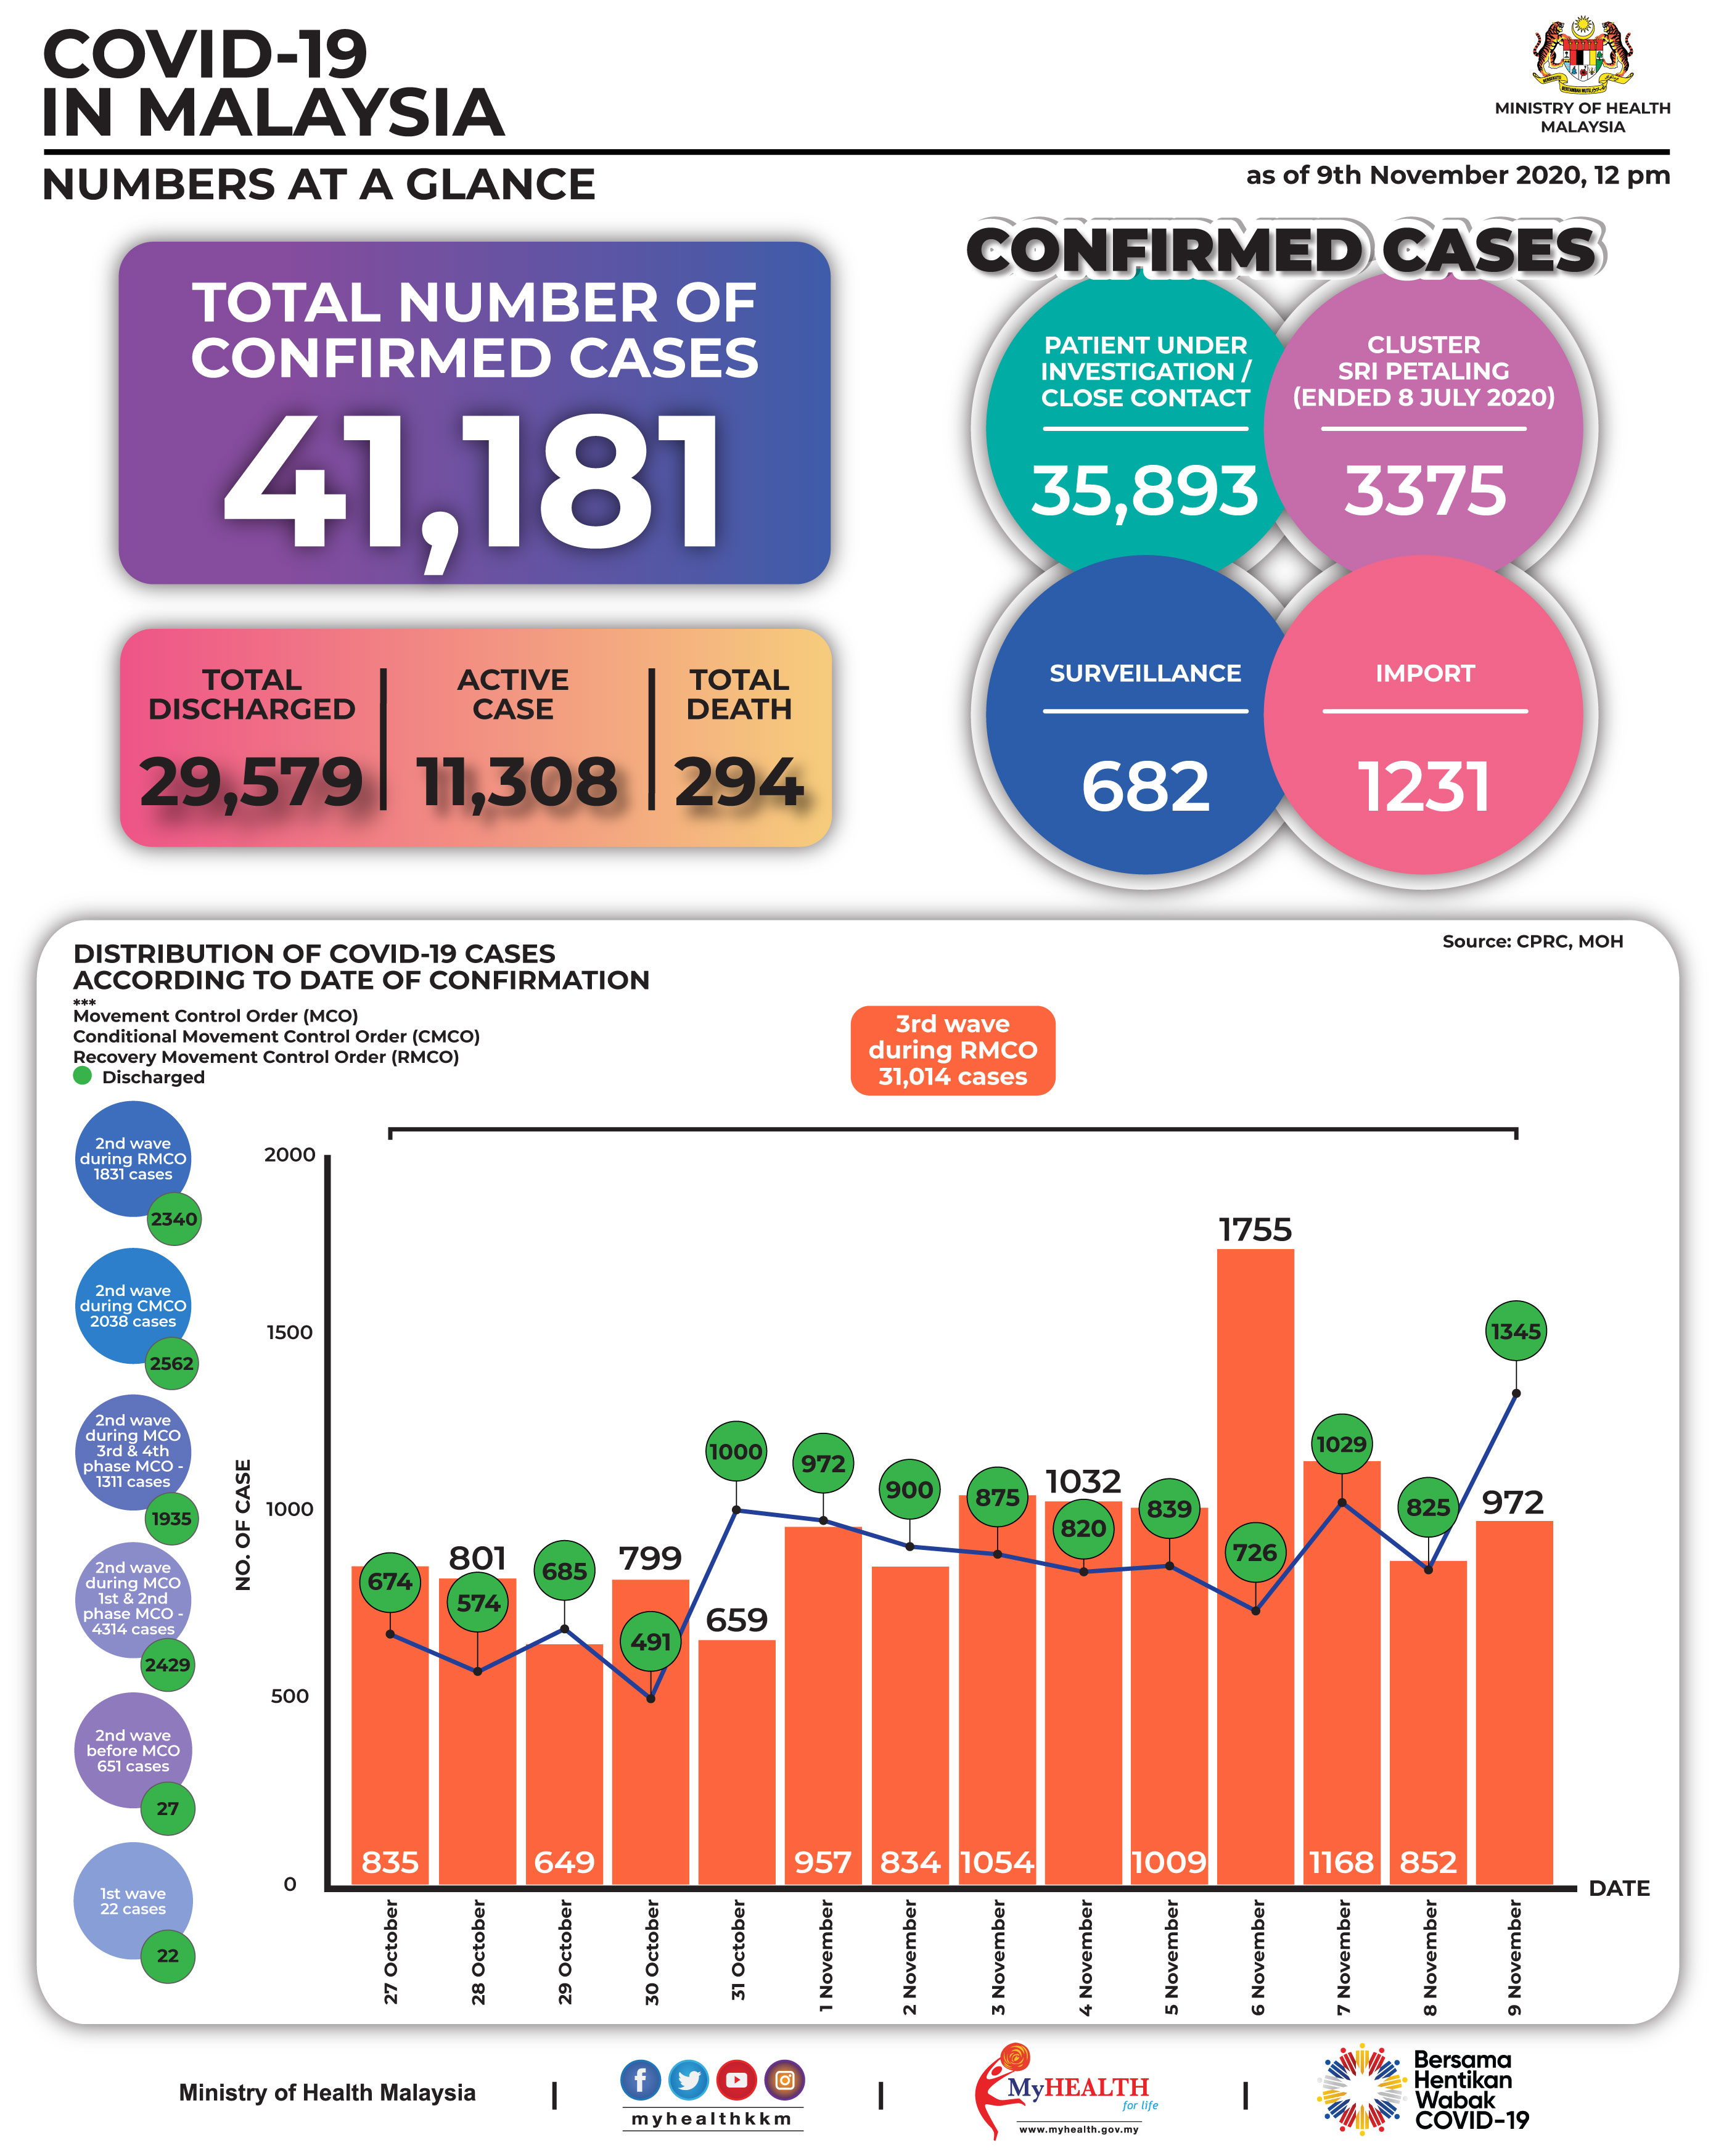 COVID-19
IN MALAYSIA
MINISTRY OF HEALTH
MALAYSIA
NUMBERS AT A GLANCE
as of 9th November 2020, 12 pm
TOTAL NUMBER OF
CONFIRMED CASES
41,181
TOTAL
DISCHARGED
29,579
ACTIVE
CASE
11,308
TOTAL
DEATH
294
CONFIRMED CASES
PATIENT UNDER
INVESTIGATION /
CLOSE CONTACT
35,893
CLUSTER
SRI PETALING
(ENDED 8 JULY 2020)
3375
SURVEILLANCE
682
IMPORT
1231
DISTRIBUTION OF COVID-19 CASES
ACCORDING TO DATE OF CONFIRMATION
***
Movement Control Order (MCO)
Conditional Movement Control Order (CMCO)
Recovery Movement Control Order (RMCO)
Discharged
Source: CPRC, MOH
3rd wave
during RMCO
31,014 cases
2nd wave
during RMCO
1831 cases
2340
2nd wave
during CMCO
2038 cases
2562
2nd wave
during MCO
3rd & 4th
phase MCO -
1311 cases
1935
2nd wave
during MCO
1st & 2nd
phase MCO -
4314 cases
2429
2nd wave
before MCO
651 cases
27
1st wave
22 cases
22
NO. OF CASE
2000
1500
1000
500
0
674
835
801
574
685
649
799
491
1000
659
972
957
900
834
875
1054
1032
820
839
1009
1755
726
1029
1168
825
852
1345
972
DATE
27 October
28 October
29 October
30 October
31 October
1 November
2 November
3 November
4 November
5 November
6 November
7 November
8 November
9 November
Ministry of Health Malaysia
myhealthkkm
MyHEALTH
for life
www.myhealth.gov.my
Bersama
Hentikan
Wabak
COVID-19